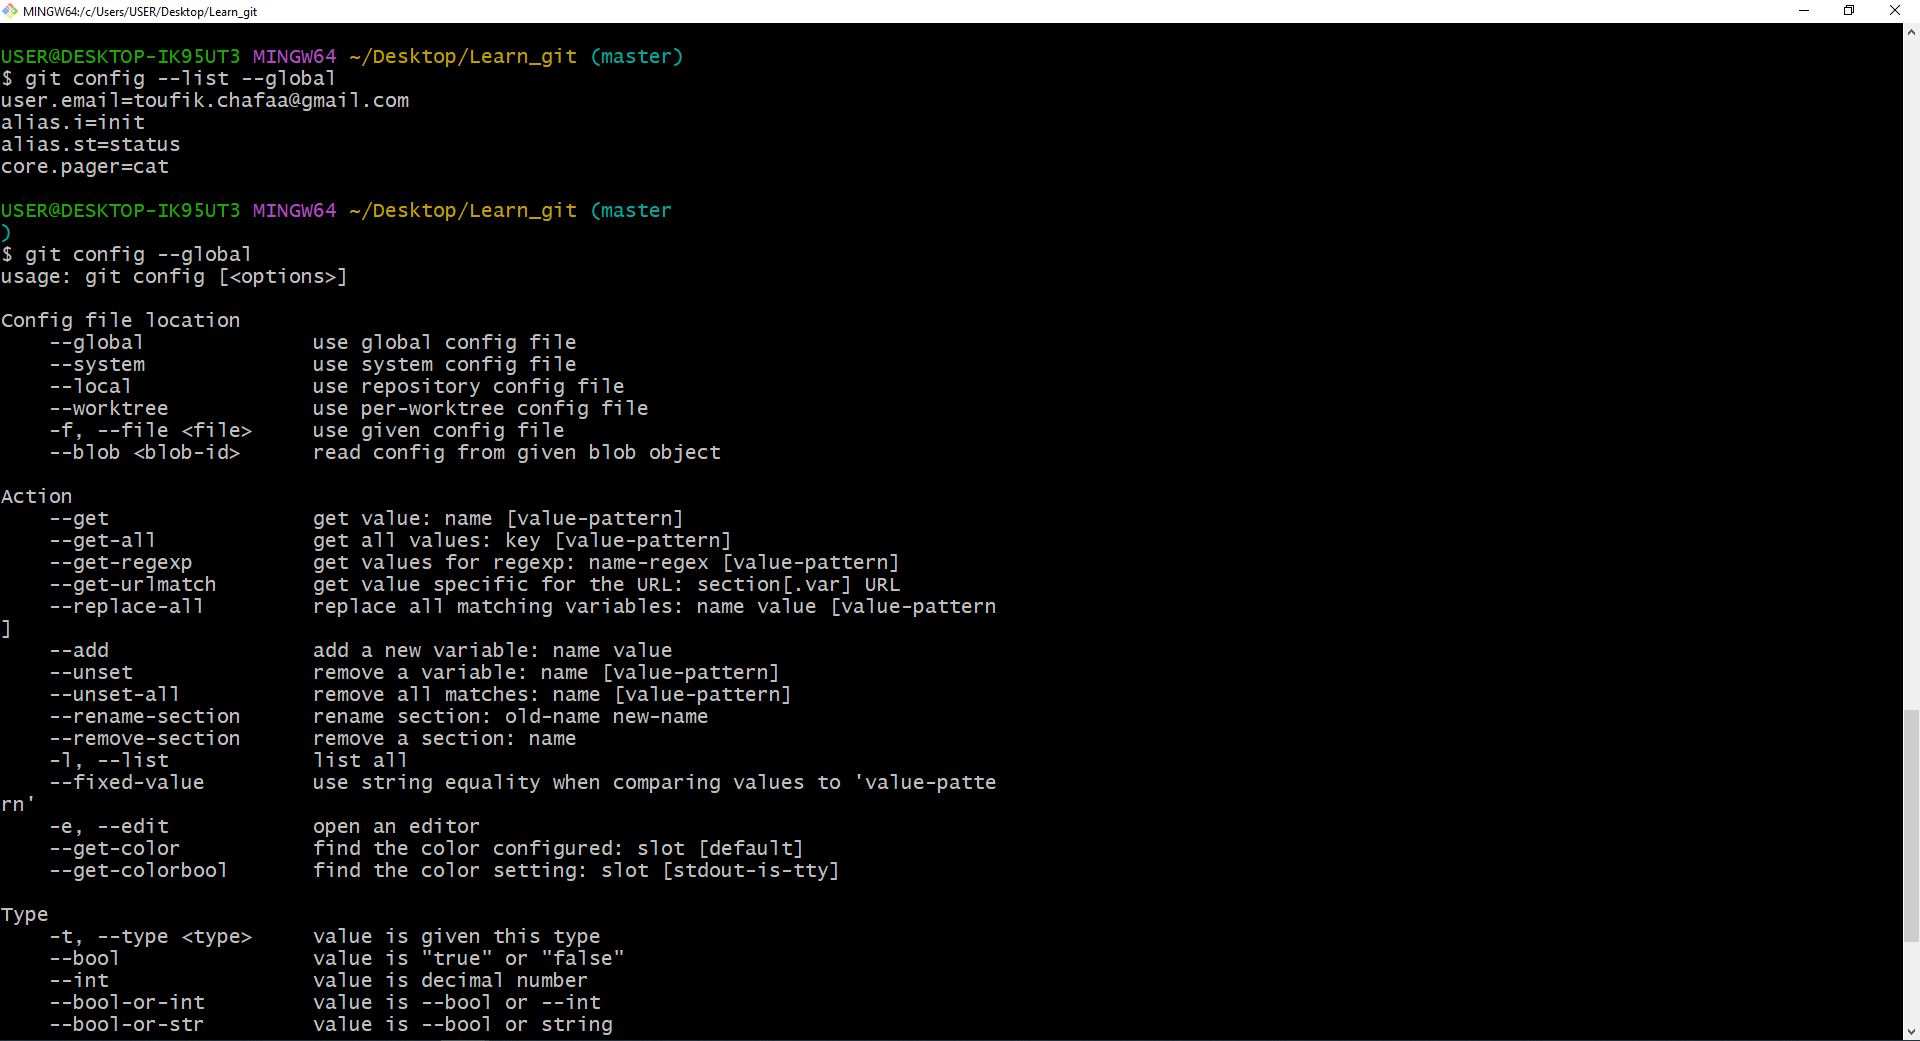 MINGW64:/c/Users/USER/Desktop/Learn_git
USER@DESKTOP-IK95UT3 MINGW64 ~/Desktop/Learn_git (master)
$ git config --list --global
user.email=toufik.chafaa@gmail.com
alias.i=init
alias.st=status
core.pager=cat
USER@DESKTOP-IK95UT3 MINGW64 ~/Desktop/Learn_git (master
)
$ git config --global
usage: git config [<options>]
Config file location
    --global              use global config file
    --system              use system config file
    --local               use repository config file
    --worktree            use per-worktree config file
    -f, --file <file>     use given config file
    --blob <blob-id>      read config from given blob object
Action
    --get                 get value: name [value-pattern]
    --get-all             get all values: key [value-pattern]
    --get-regexp          get values for regexp: name-regex [value-pattern]
    --get-urlmatch        get value specific for the URL: section[.var] URL
    --replace-all         replace all matching variables: name value [value-pattern
]
    --add                 add a new variable: name value
    --unset               remove a variable: name [value-pattern]
    --unset-all           remove all matches: name [value-pattern]
    --rename-section      rename section: old-name new-name
    --remove-section      remove a section: name
    -l, --list            list all
    --fixed-value         use string equality when comparing values to 'value-patte
rn'
    -e, --edit            open an editor
    --get-color           find the color configured: slot [default]
    --get-colorbool       find the color setting: slot [stdout-is-tty]
Type
    -t, --type <type>     value is given this type
    --bool                value is "true" or "false"
    --int                 value is decimal number
    --bool-or-int         value is --bool or --int
    --bool-or-str         value is --bool or string